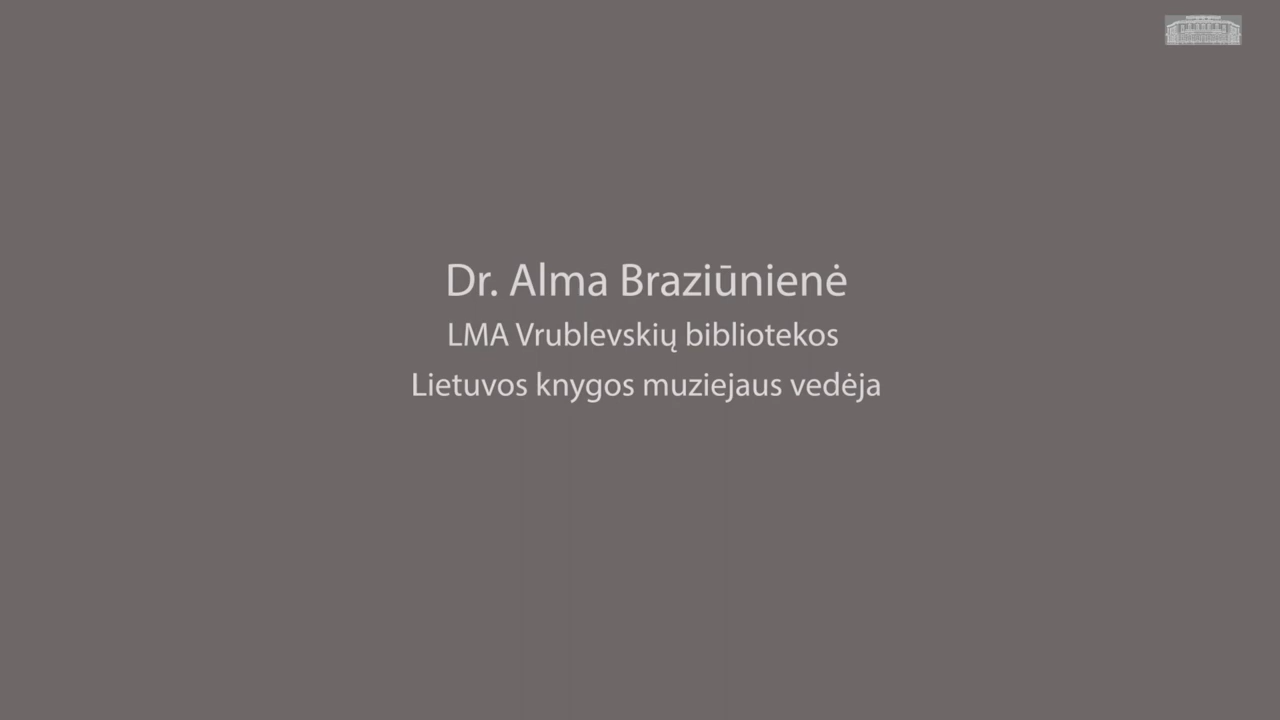 Dr. Alma Braziūnienė
LMA Vrublevskių bibliotekos
Lietuvos knygos muziejaus vedėja